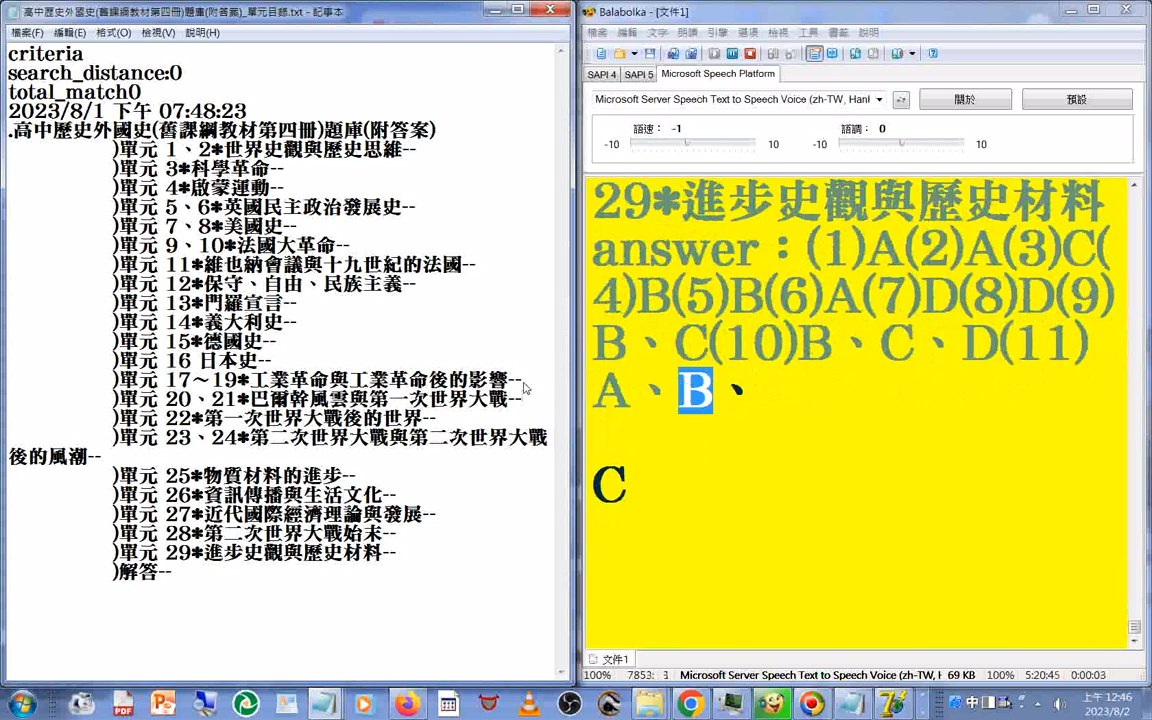 高中歷史外國史(舊課綱教材第四冊)題庫(附答案)_單元目錄.txt - 記事本
檔案(F) 編輯(E) 格式(O) 檢視(V) 說明(H)
criteria
search_distance:0
total_match0
2023/8/1 下午 07:48:23
.高中歷史外國史(舊課綱教材第四冊)題庫(附答案)
)單元 1、2*世界史觀與歷史思維--
)單元 3*科學革命--
)單元 4*啟蒙運動--
)單元 5、6*英國民主政治發展史--
)單元 7、8*美國史--
)單元 9、10*法國大革命--
)單元 11*維也納會議與十九世紀的法國--
)單元 12*保守、自由、民族主義--
)單元 13*門羅宣言--
)單元 14*義大利史--
)單元 15*德國史--
)單元 16 日本史--
)單元 17～19*工業革命與工業革命後的影響--
)單元 20、21*巴爾幹風雲與第一次世界大戰--
)單元 22*第一次世界大戰後的世界--
)單元 23、24*第二次世界大戰與第二次世界大戰
後的風潮--
)單元 25*物質材料的進步--
)單元 26*資訊傳播與生活文化--
)單元 27*近代國際經濟理論與發展--
)單元 28*第二次世界大戰始末--
)單元 29*進步史觀與歷史材料--
)解答--
Balabolka - [文件1]
檔案 編輯 文字 朗讀 引擎 選項 檢視 工具 書籤 說明
SAPI 4 SAPI 5 Microsoft Speech Platform
Microsoft Server Speech Text to Speech Voice (zh-TW, Hanl 關於 預設
語速： -1 語調： 0
-10 10 -10 10
29*進步史觀與歷史材料
answer：(1)A(2)A(3)C(
4)B(5)B(6)A(7)D(8)D(9)
B、C(10)B、C、D(11)
A、B、
C
文件1
100% 7853: Microsoft Server Speech Text to Speech Voice (zh-TW, Hanl 69 KB 100% 5:20:45 0:00:03
中
上午 12:46
2023/8/2